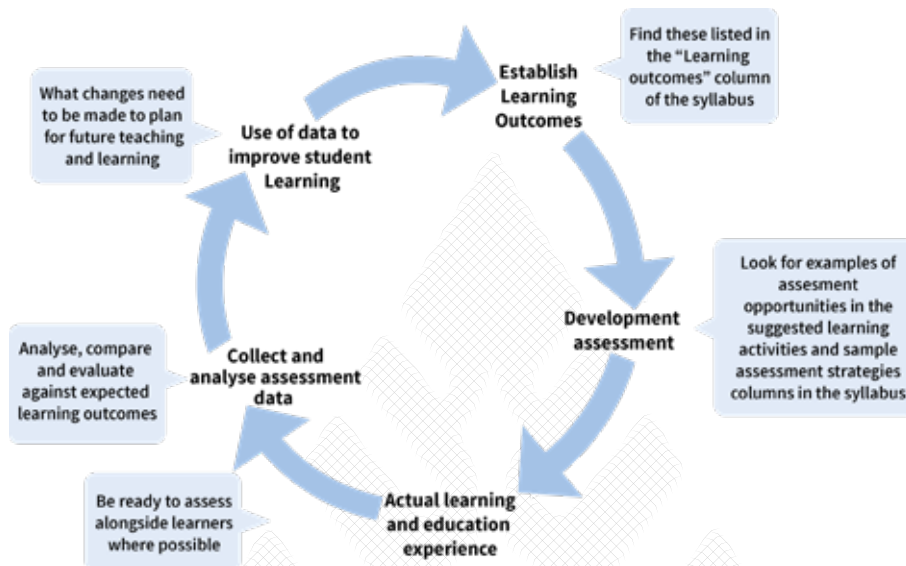 Establish
Learning
Outcomes
Find these listed in
the “Learning
outcomes” column
of the syllabus
Development
assessment
Look for examples of
assesment
opportunities in the
suggested learning
activities and sample
assessment strategies
columns in the syllabus
Actual learning
and education
experience
Be ready to assess
alongside learners
where possible
Collect and
analyse assessment
data
Analyse, compare
and evaluate
against expected
learning outcomes
Use of data to
improve student
Learning
What changes need
to be made to plan
for future teaching
and learning